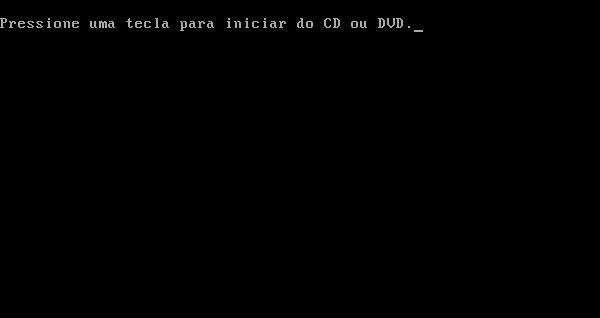 Pressione uma tecla para iniciar do CD ou DVD._